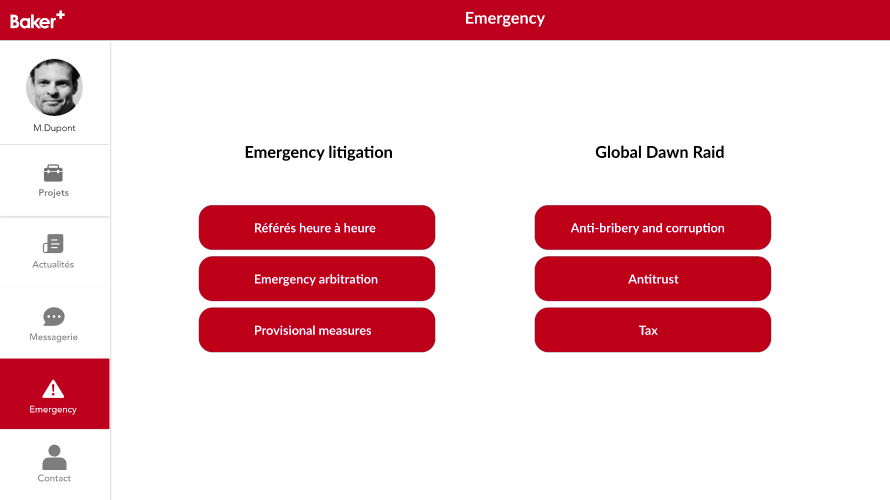 Baker+
Emergency
M.Dupont
Projets
Actualités
Messagerie
Emergency
Contact
Emergency litigation
Référés heure à heure
Emergency arbitration
Provisional measures
Global Dawn Raid
Anti-bribery and corruption
Antitrust
Tax